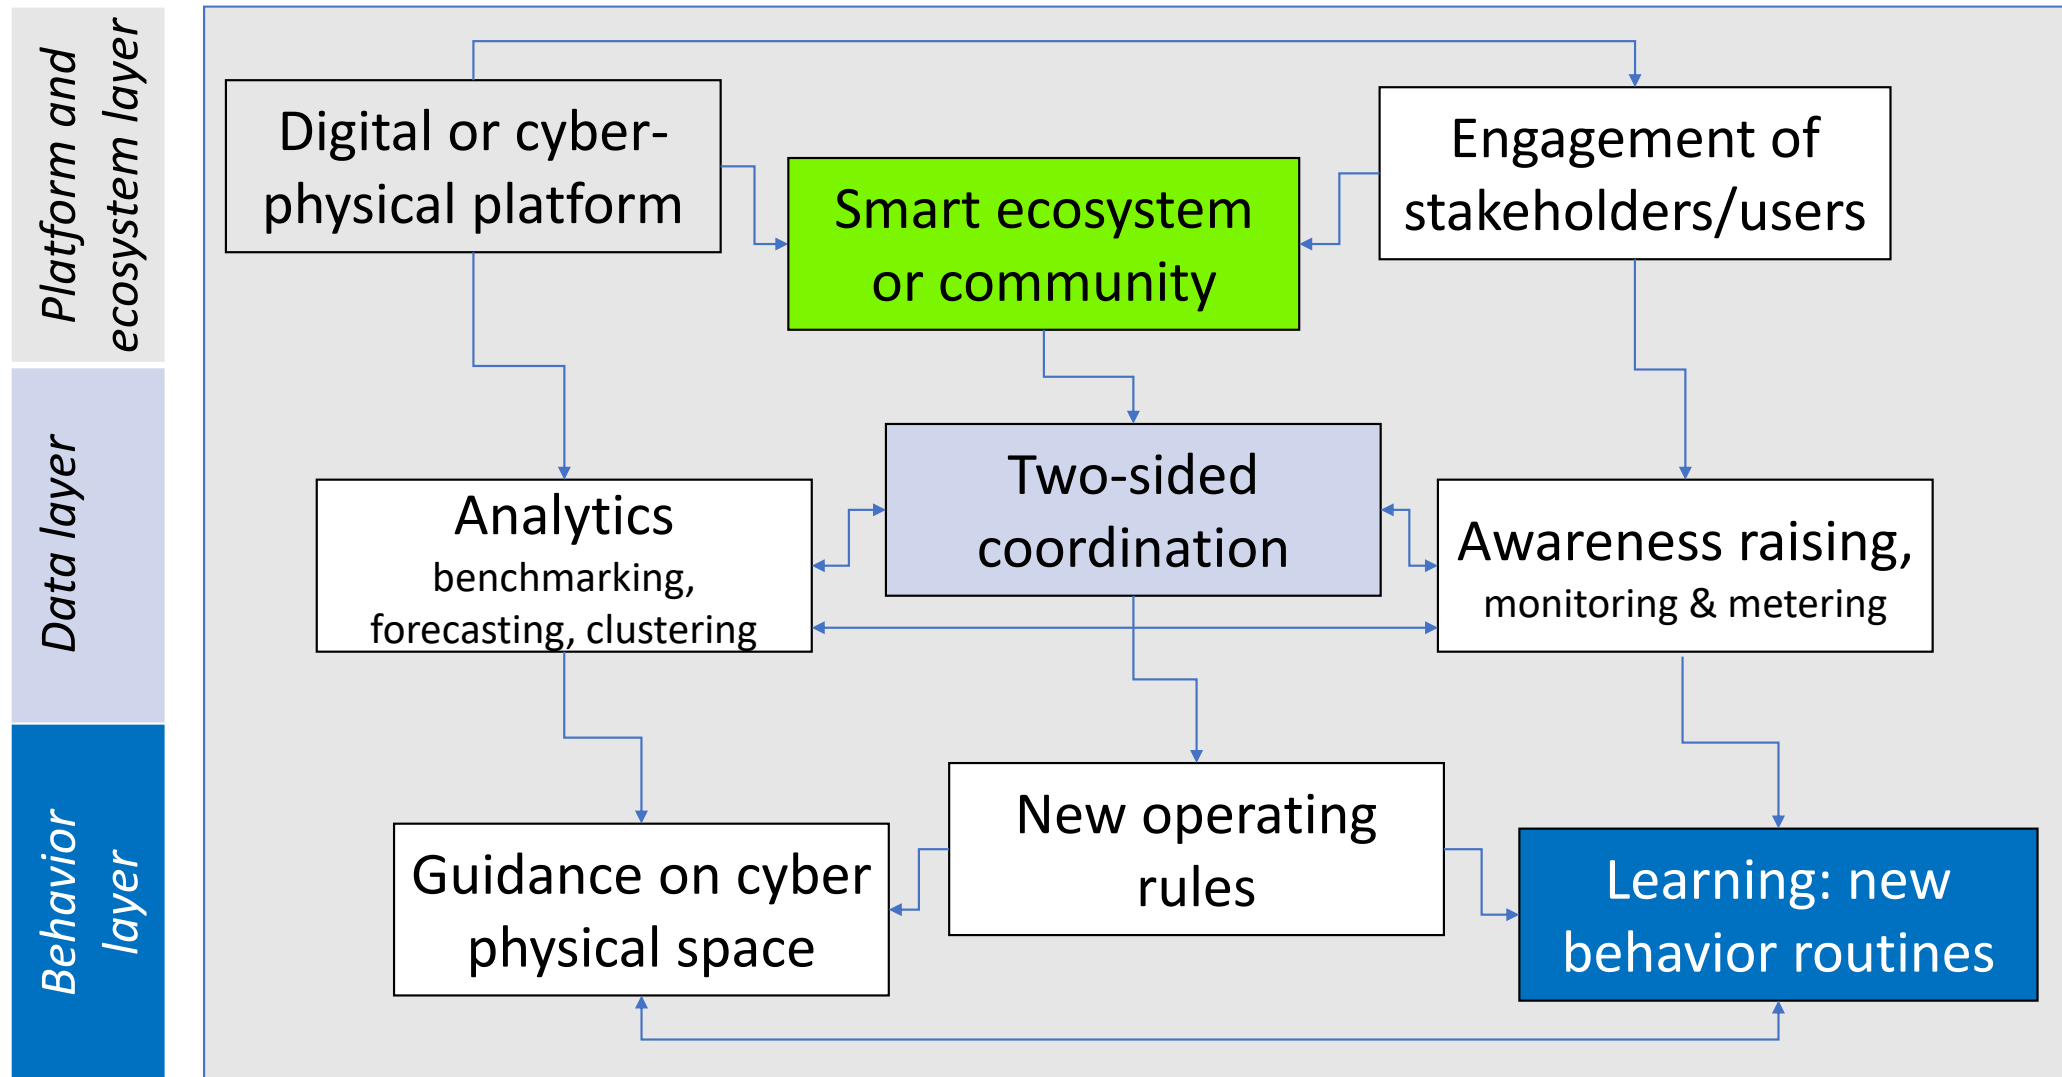 Platform and
ecosystem layer
Digital or cyber-
physical platform
Smart ecosystem
or community
Engagement of
stakeholders/users
Data layer
Analytics
benchmarking,
forecasting, clustering
Two-sided
coordination
Awareness raising,
monitoring & metering
Behavior
layer
Guidance on cyber
physical space
New operating
rules
Learning: new
behavior routines